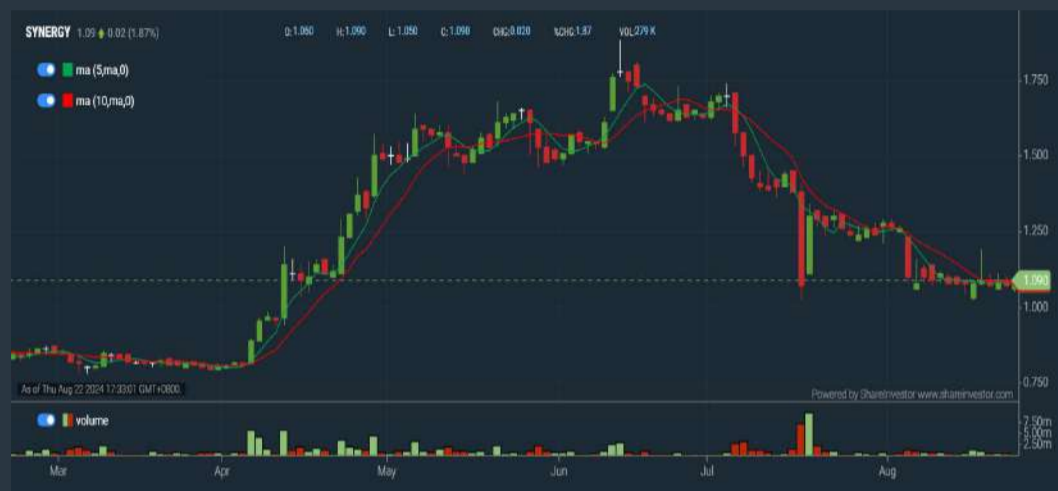 SYNERGY 1.09 0.02 (1.87%) O:1.060 H:1.090 L:1.050 C:1.090 CHG:0.020 %CHG:1.87 VOL:279 K
ma (5,ma,0)
ma (10,ma,0)
1.750
1.500
1.250
1.090
1.000
0.750
As of Thu Aug 22 2024 17:33:01 GMT+0800. Powered by ShareInvestor www.shareinvestor.com
volume
7.50m
5.00m
2.50m
Mar Apr May Jun Jul Aug